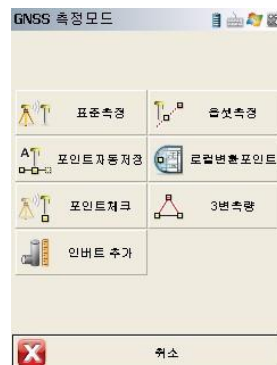 GNSS 측정모드
표준측정
옵셋측정
포인트자동저장
로컬변환포인트
포인트체크
3변측량
인버트 추가
취소